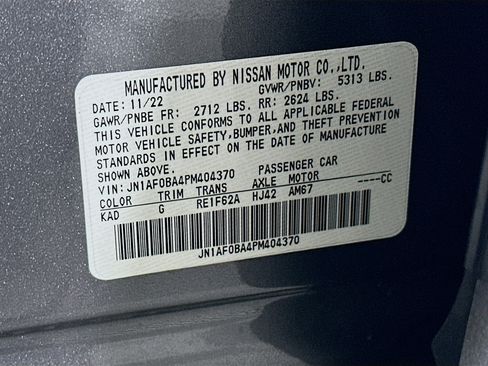 MANUFACTURED BY NISSAN MOTOR CO.,LTD.
DATE: 11/22 GVWR/PNBV: 5313 LBS.
GAWR/PNBE FR: 2712 LBS. RR: 2624 LBS.
THIS VEHICLE CONFORMS TO ALL APPLICABLE FEDERAL
MOTOR VEHICLE SAFETY,BUMPER,AND THEFT PREVENTION
STANDARDS IN EFFECT ON THE DATE OF MANUFACTURE
SHOWN ABOVE.
VIN: JN1AF0BA4PM404370 PASSENGER CAR
COLOR TRIM TRANS AXLE MOTOR ----CC
KAD G RE1F62A HJ42 AM67
JN1AF0BA4PM404370